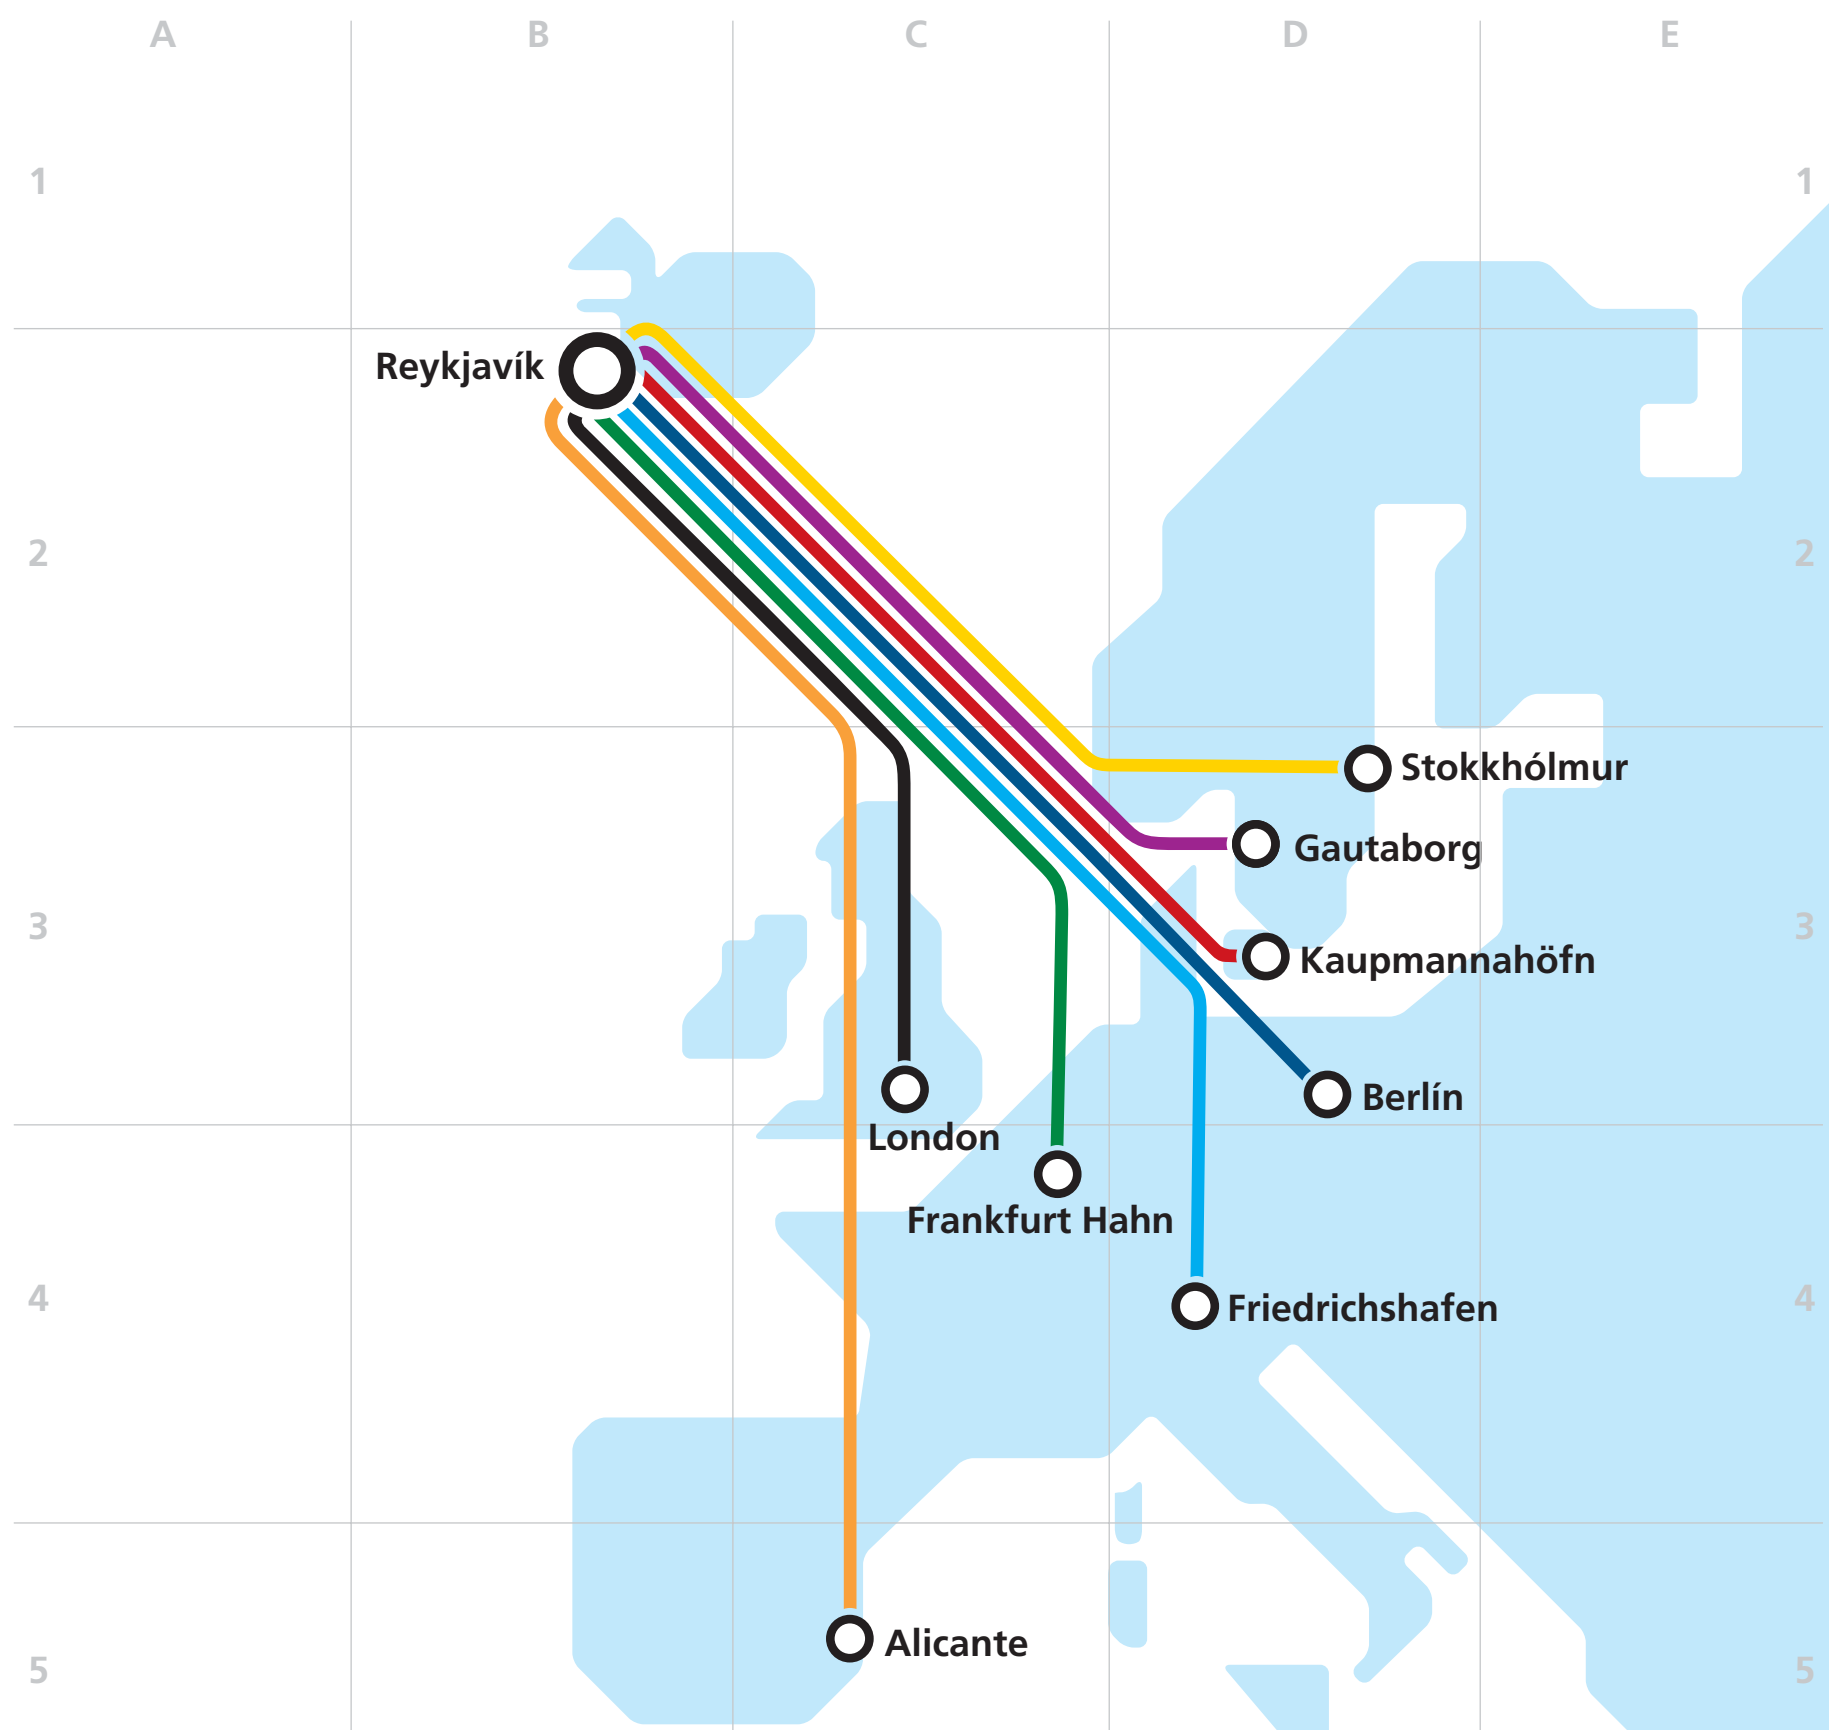 A B C D E
1 1
Reykjavík
2 2
Stokkhólmur
Gautaborg
3 3
Kaupmannahöfn
Berlín
London
Frankfurt Hahn
4 4
Friedrichshafen
Alicante
5 5